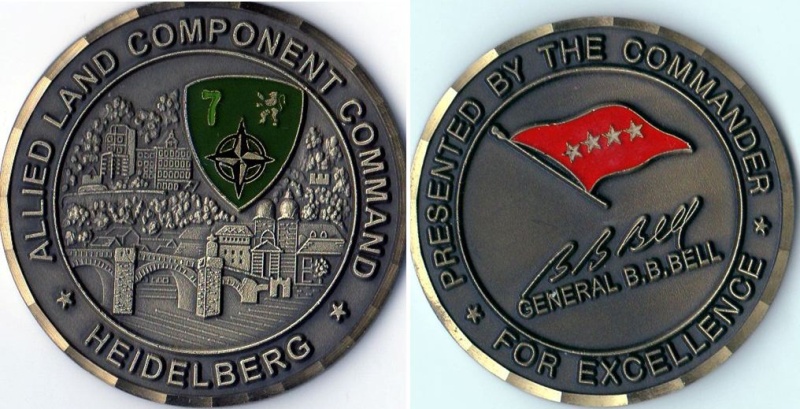 ALLIED LAND COMPONENT COMMAND
7
HEIDELBERG
PRESENTED BY THE COMMANDER
B B Bell
GENERAL B.B.BELL
FOR EXCELLENCE